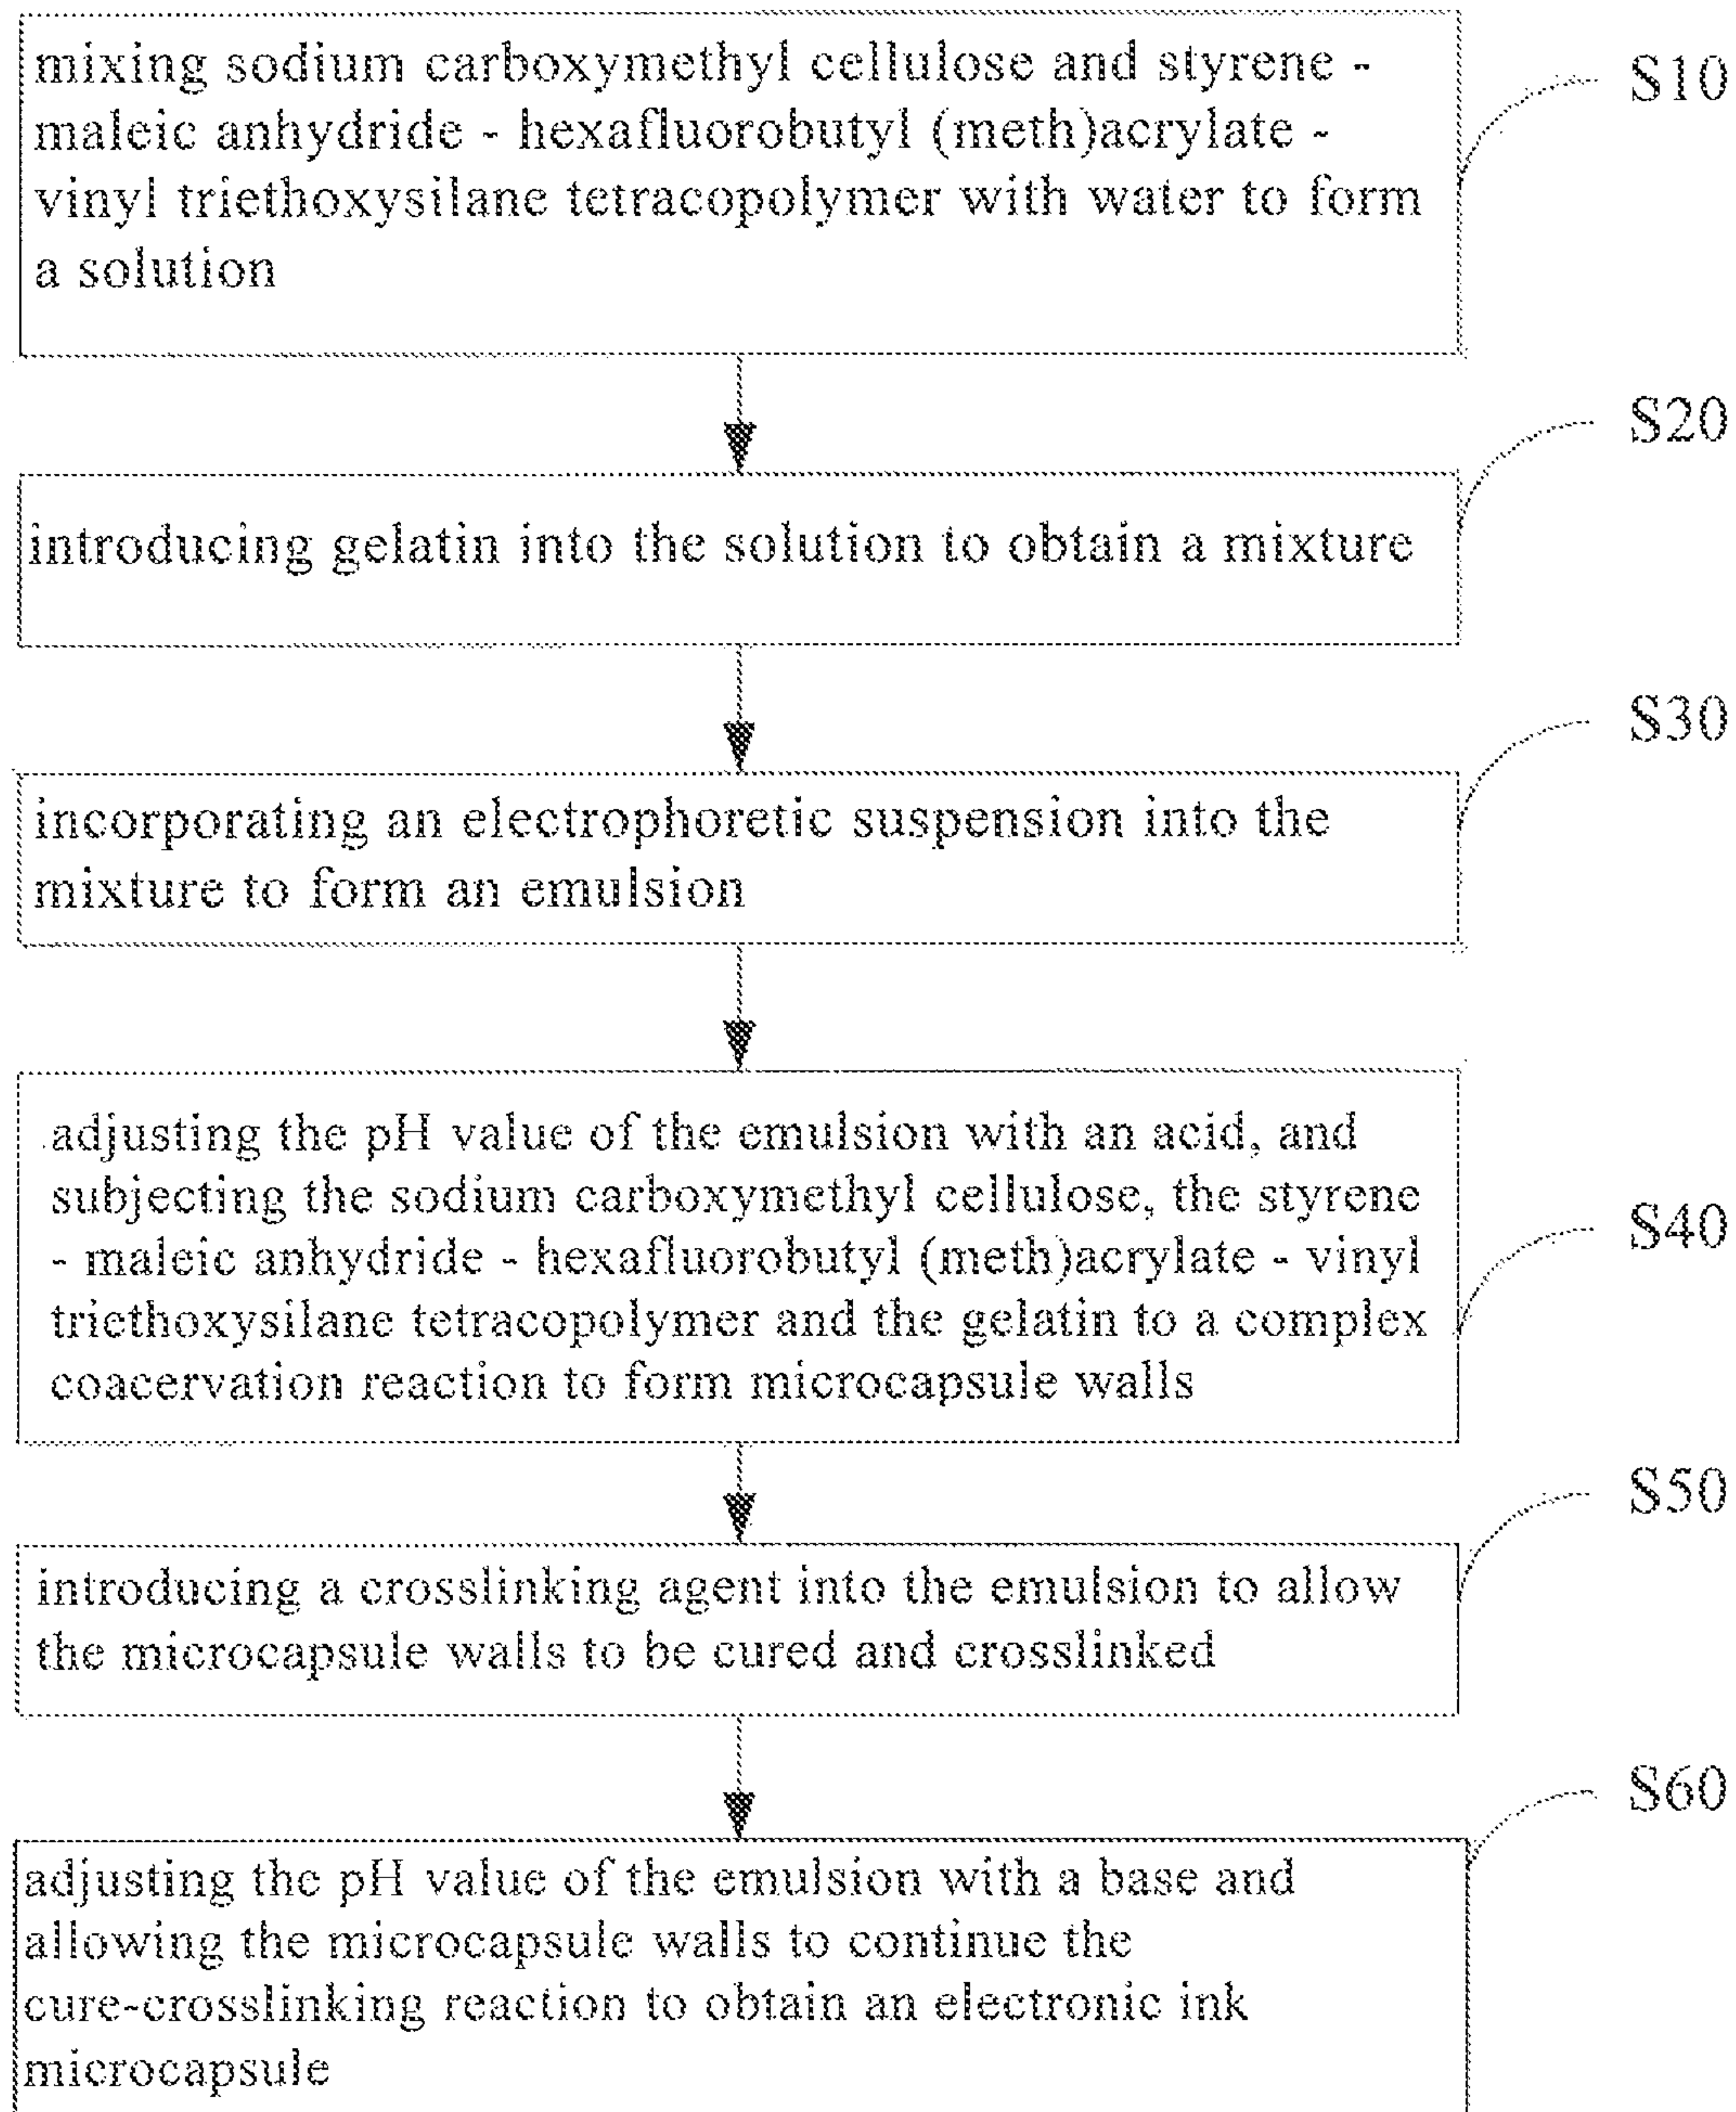 mixing sodium carboxymethyl cellulose and styrene -
maleic anhydride - hexafluorobutyl (meth)acrylate -
vinyl triethoxysilane tetracopolymer with water to form
a solution
S10
introducing gelatin into the solution to obtain a mixture
S20
incorporating an electrophoretic suspension into the
mixture to form an emulsion
S30
adjusting the pH value of the emulsion with an acid, and
subjecting the sodium carboxymethyl cellulose, the styrene
- maleic anhydride - hexafluorobutyl (meth)acrylate - vinyl
triethoxysilane tetracopolymer and the gelatin to a complex
coacervation reaction to form microcapsule walls
S40
introducing a crosslinking agent into the emulsion to allow
the microcapsule walls to be cured and crosslinked
S50
adjusting the pH value of the emulsion with a base and
allowing the microcapsule walls to continue the
cure-crosslinking reaction to obtain an electronic ink
microcapsule
S60